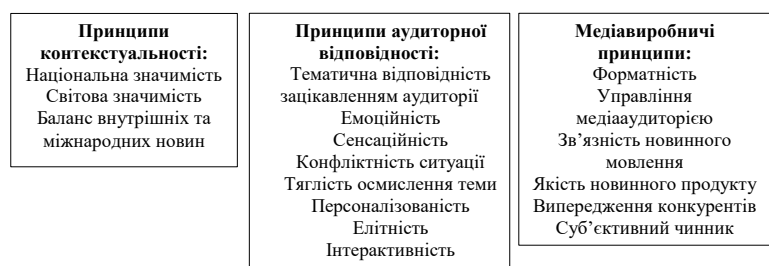 Принципи
контекстуальності:
Національна значимість
Світова значимість
Баланс внутрішніх та
міжнародних новин
Принципи аудиторної
відповідності:
Тематична відповідність
зацікавленням аудиторії
Емоційність
Сенсаційність
Конфліктність ситуації
Тяглість осмислення теми
Персоналізованість
Елітність
Інтерактивність
Медіавиробничі
принципи:
Форматність
Управління
медіааудиторією
Зв’язність новинного
мовлення
Якість новинного продукту
Випередження конкурентів
Суб’єктивний чинник